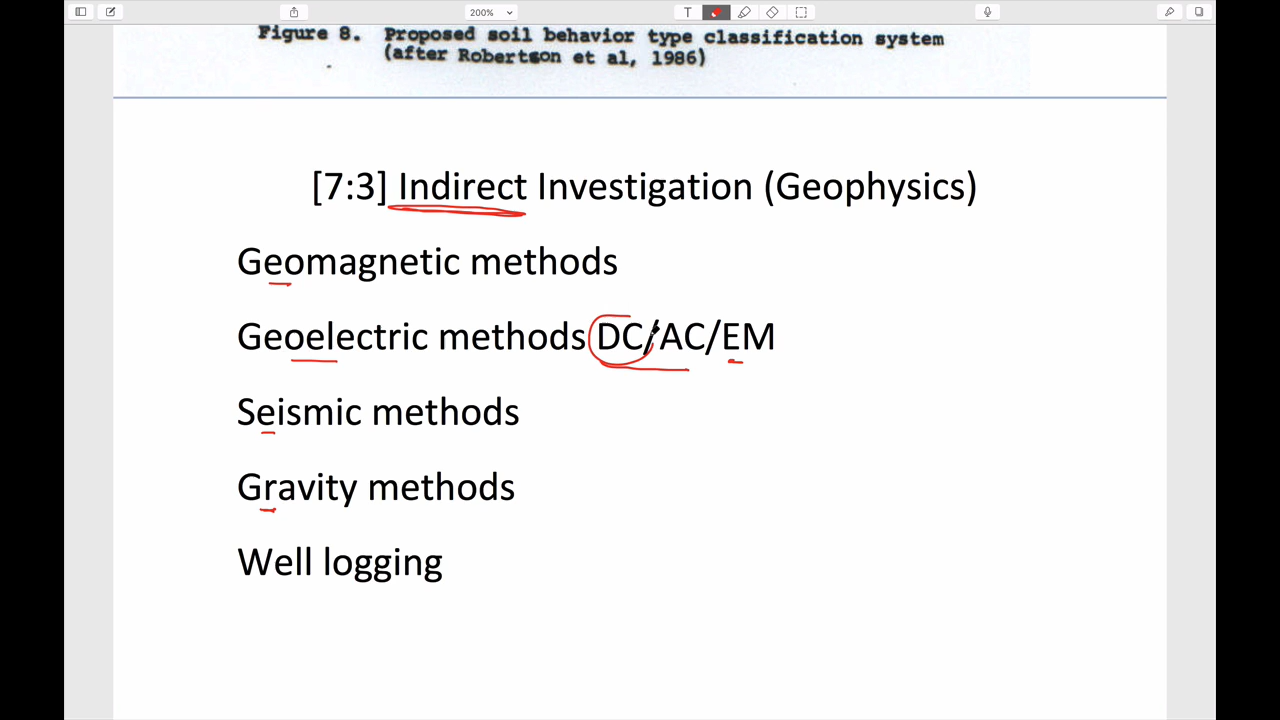 200%
T
Figure 8. Proposed soil behavior type classification system
(after Robertson et al, 1986)
[7:3] Indirect Investigation (Geophysics)
Geomagnetic methods
Geoelectric methods DC/AC/EM
Seismic methods
Gravity methods
Well logging